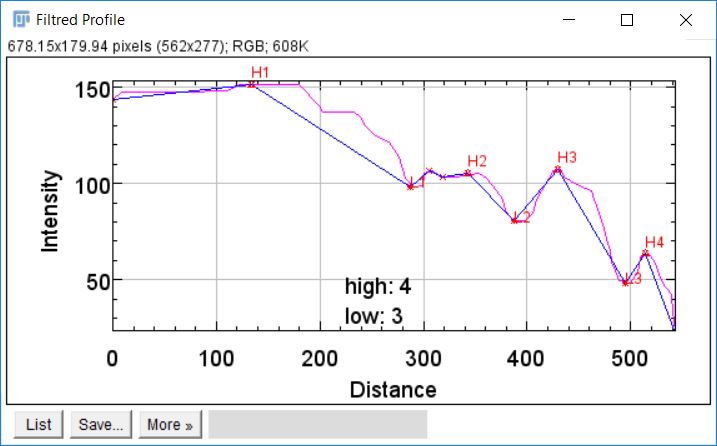 Filtred Profile
678.15x179.94 pixels (562x277); RGB; 608K
H1
H2
H3
H4
L1
L2
L3
150
100
50
Intensity
high: 4
low: 3
0 100 200 300 400 500
Distance
List Save... More »